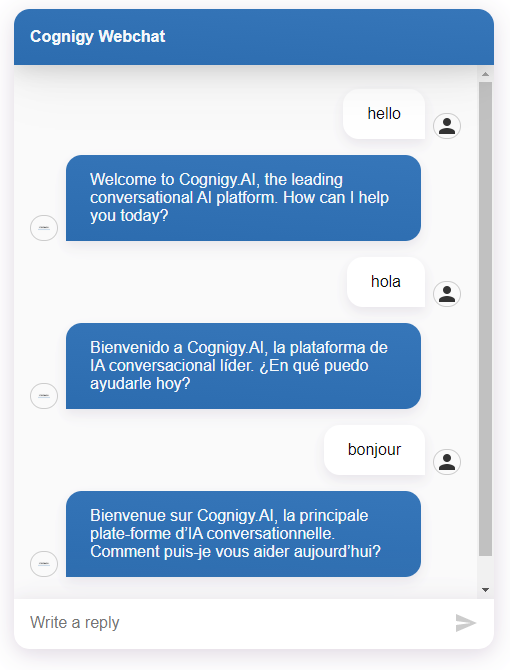 Cognigy Webchat
hello
Welcome to Cognigy.AI, the leading
conversational AI platform. How can I help
you today?
hola
Bienvenido a Cognigy.AI, la plataforma de
IA conversacional líder. ¿En qué puedo
ayudarle hoy?
bonjour
Bienvenue sur Cognigy.AI, la principale
plate-forme d’IA conversationnelle.
Comment puis-je vous aider aujourd’hui?
Write a reply